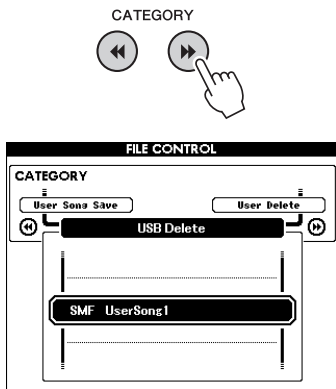 CATEGORY
FILE CONTROL
CATEGORY
User Song Save
User Delete
USB Delete
SMF UserSong1